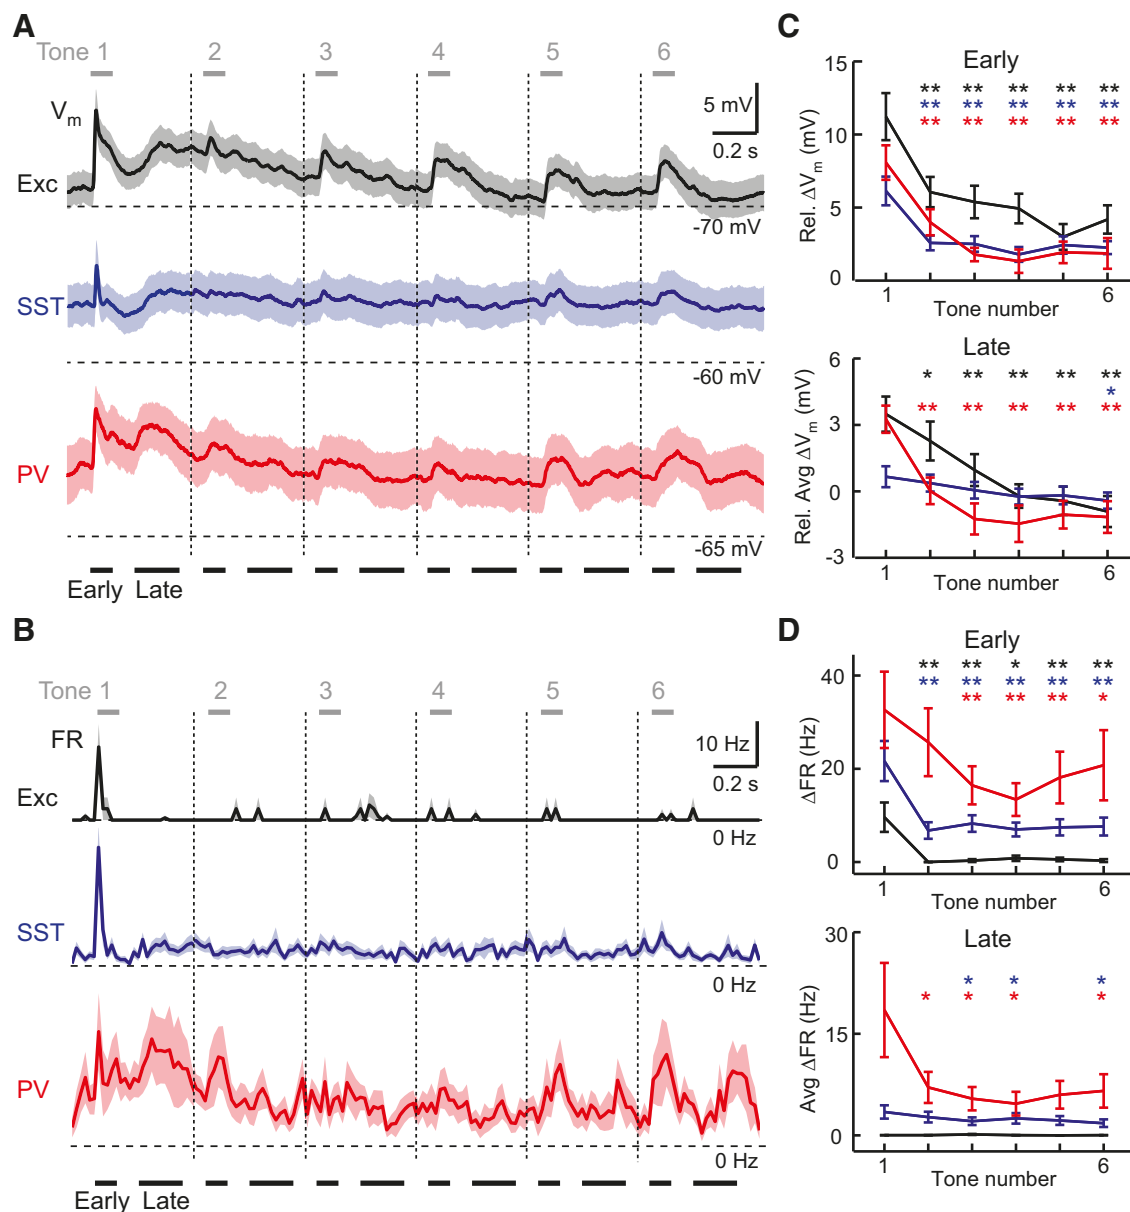 A
Tone 1 2 3 4 5 6
Vm
5 mV
0.2 s
Exc
-70 mV
SST
-60 mV
PV
-65 mV
Early Late
B
Tone 1 2 3 4 5 6
FR
10 Hz
0.2 s
Exc
0 Hz
SST
0 Hz
PV
0 Hz
Early Late
C
Early
Rel. ΔVm (mV)
15
10
5
0
** ** ** ** **
** ** ** ** **
** ** ** ** **
1 6
Tone number
Late
Rel. Avg ΔVm (mV)
6
3
0
-3
* ** ** ** **
*
** ** ** ** **
1 6
Tone number
D
Early
ΔFR (Hz)
40
20
0
** ** * ** **
** ** ** ** **
** ** ** *
1 6
Tone number
Late
Avg ΔFR (Hz)
30
15
0
* * *
* * * *
1 6
Tone number